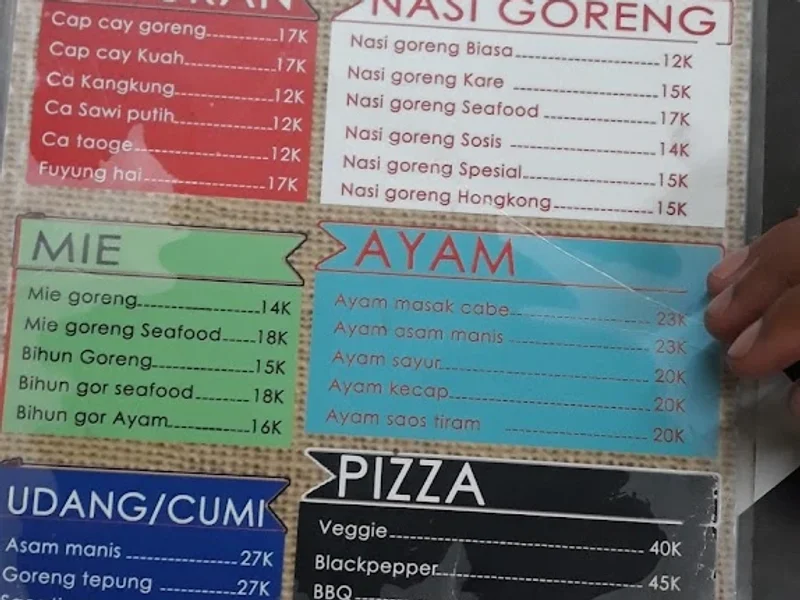 Cap cay goreng 17K
Cap cay Kuah 17K
Ca Kangkung 12K
Ca Sawi putih 12K
Ca taoge 12K
Fuyung hai 17K
NASI GORENG
Nasi goreng Biasa 12K
Nasi goreng Kare 15K
Nasi goreng Seafood 17K
Nasi goreng Sosis 14K
Nasi goreng Spesial 15K
Nasi goreng Hongkong 15K
MIE
Mie goreng 14K
Mie goreng Seafood 18K
Bihun Goreng 15K
Bihun gor seafood 18K
Bihun gor Ayam 16K
AYAM
Ayam masak cabe 23K
Ayam asam manis 23K
Ayam sayur 20K
Ayam kecap 20K
Ayam saos tiram 20K
UDANG/CUMI
Asam manis 27K
Goreng tepung 27K
PIZZA
Veggie 40K
Blackpepper 45K
BBQ